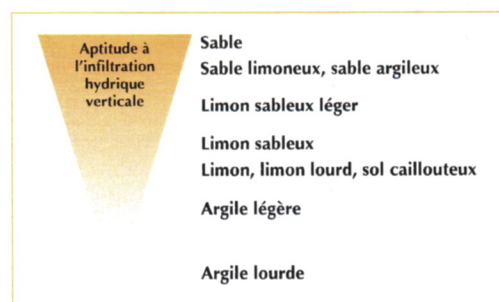 Aptitude à
l'infiltration
hydrique
verticale
Sable
Sable limoneux, sable argileux
Limon sableux léger
Limon sableux
Limon, limon lourd, sol caillouteux
Argile légère
Argile lourde